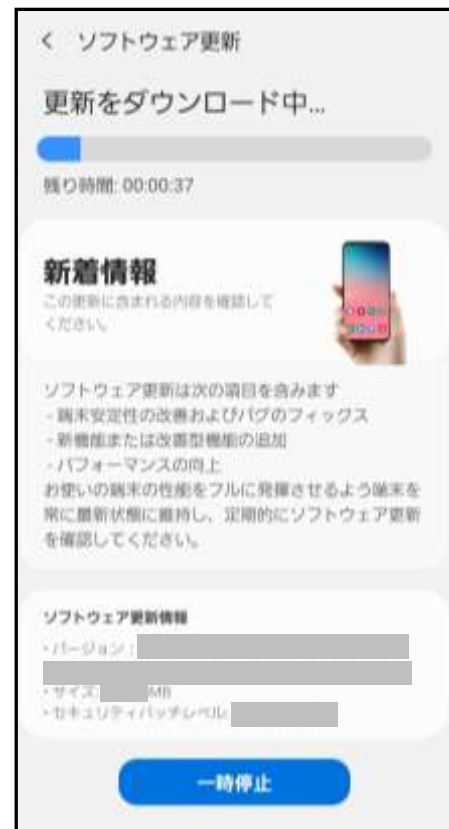 < ソフトウェア更新
更新をダウンロード中...
残り時間: 00:00:37
新着情報
この更新に含まれる内容を確認して
ください。
ソフトウェア更新は次の項目を含みます
- 端末安定性の改善およびバグのフィックス
- 新機能または改善型機能の追加
- パフォーマンスの向上
お使いの端末の性能をフルに発揮させるよう端末を
常に最新状態に維持し、定期的にソフトウェア更新
を確認してください。
ソフトウェア更新情報
・バージョン :
・サイズ: MB
・セキュリティパッチレベル:
一時停止